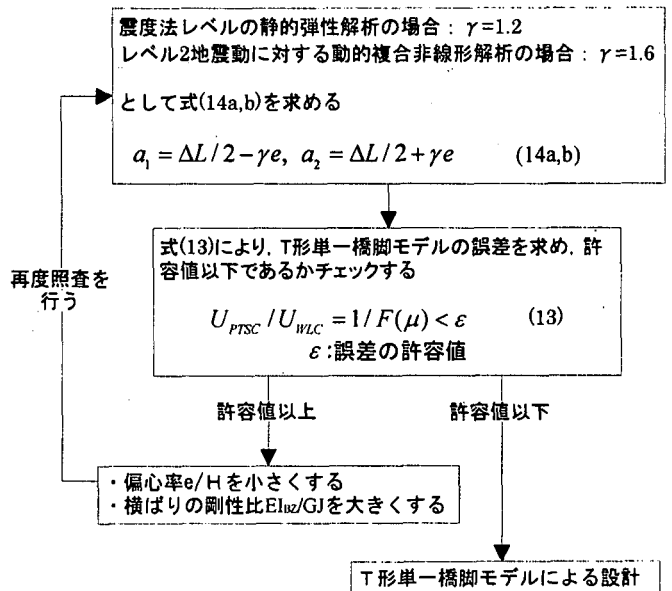 震度法レベルの静的弾性解析の場合：γ=1.2
レベル2地震動に対する動的複合非線形解析の場合：γ=1.6
として式(14a,b)を求める
a₁ = ΔL/2−γe, a₂ = ΔL/2+γe (14a,b)
式(13)により，T形単一橋脚モデルの誤差を求め，許
容値以下であるかチェックする
U_PTSC / U_WLC = 1/F(μ) < ε (13)
ε:誤差の許容値
再度照査を
行う
許容値以上
許容値以下
・偏心率e/Hを小さくする
・横ばりの剛性比EI_BZ/GJを大きくする
T形単一橋脚モデルによる設計